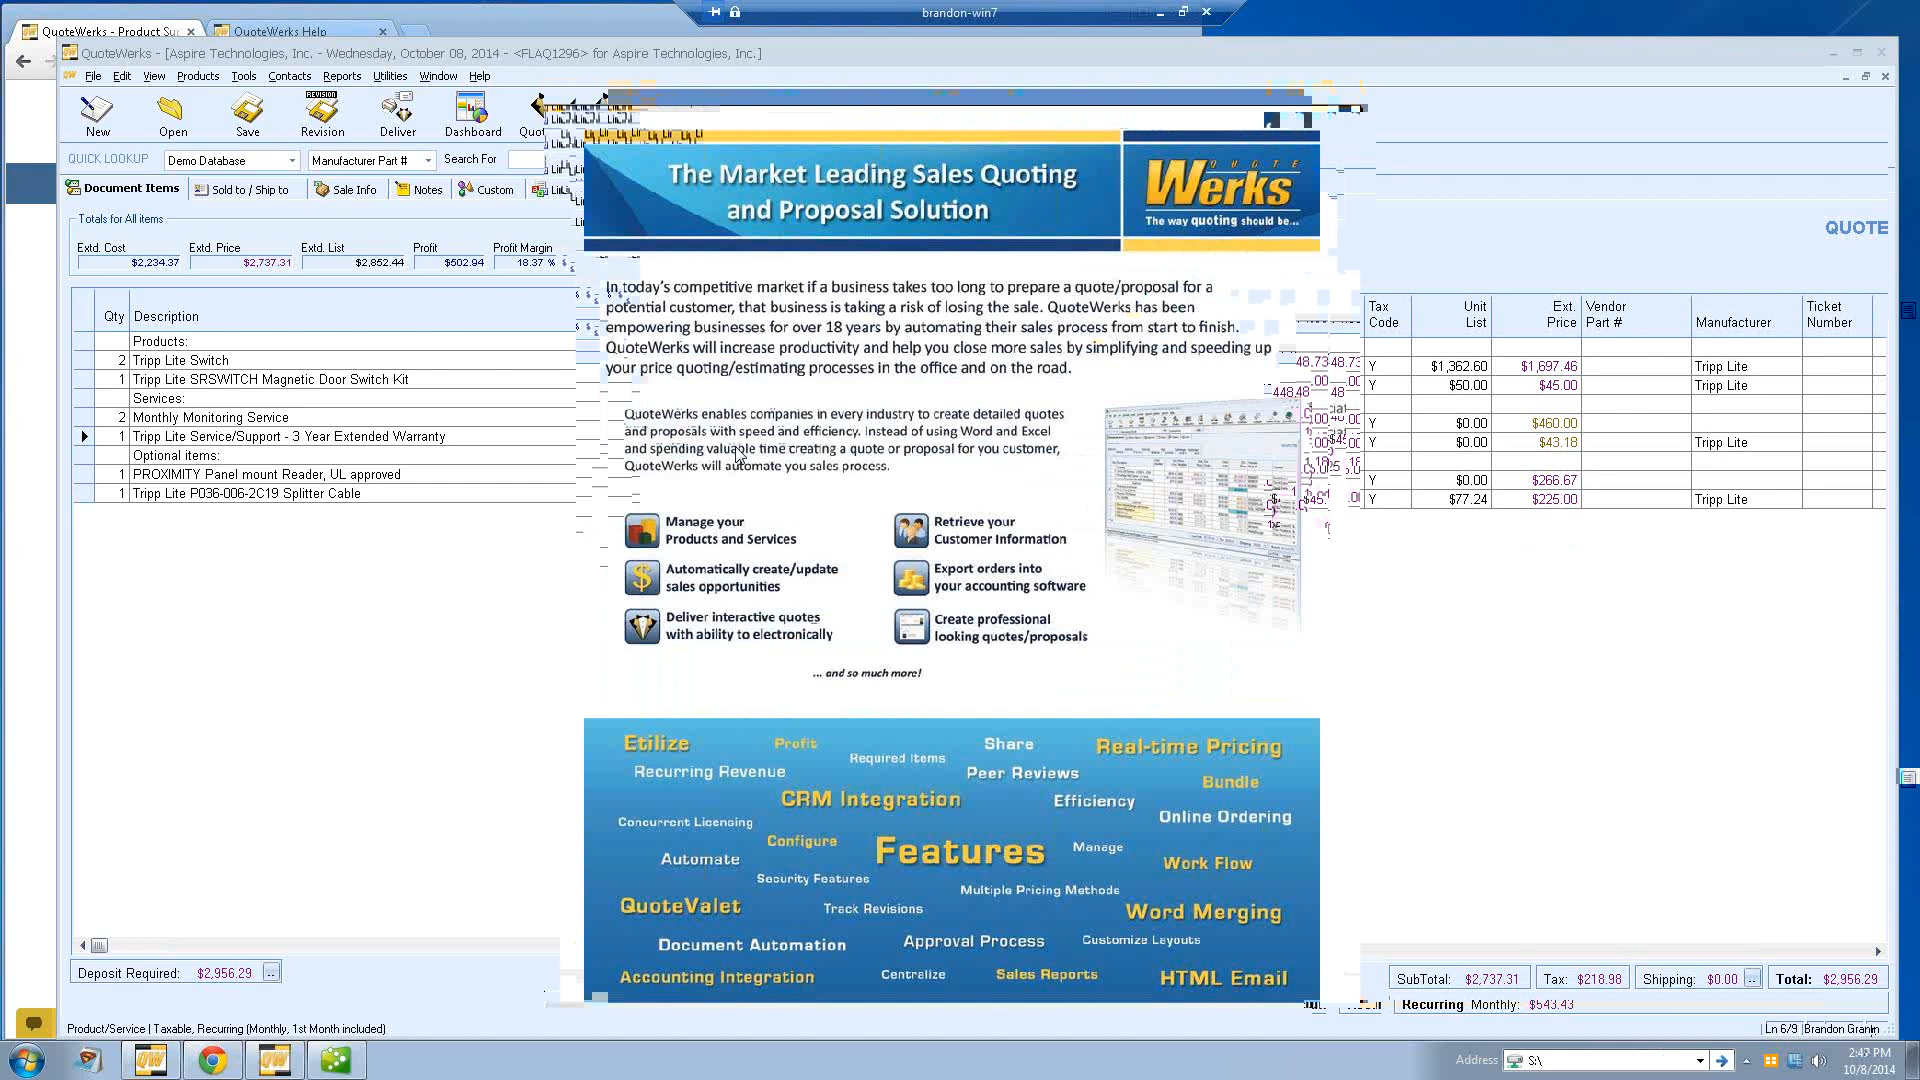 brandon-win7
QuoteWerks - Product Su
QuoteWerks Help
QuoteWerks - [Aspire Technologies, Inc. - Wednesday, October 08, 2014 - <FLAQ1296> for Aspire Technologies, Inc.]
File Edit View Products Tools Contacts Reports Utilities Window Help
REVISION
New Open Save Revision Deliver Dashboard
QUICK LOOKUP Demo Database Manufacturer Part # Search For
Document Items Sold to / Ship to Sale Info Notes Custom
QUOTE
Totals for All items
Extd. Cost Extd. Price Extd. List Profit Profit Margin
$2,234.37 $2,737.31 $2,852.44 $502.94 18.37 %
Qty Description
Products:
2 Tripp Lite Switch
1 Tripp Lite SRSWITCH Magnetic Door Switch Kit
Services:
2 Monthly Monitoring Service
1 Tripp Lite Service/Support - 3 Year Extended Warranty
Optional items:
1 PROXIMITY Panel mount Reader, UL approved
1 Tripp Lite P036-006-2C19 Splitter Cable
The Market Leading Sales Quoting
and Proposal Solution
QUOTE
Werks
The way quoting should be...
In today's competitive market if a business takes too long to prepare a quote/proposal for a
potential customer, that business is taking a risk of losing the sale. QuoteWerks has been
empowering businesses for over 18 years by automating their sales process from start to finish.
QuoteWerks will increase productivity and help you close more sales by simplifying and speeding up
your price quoting/estimating processes in the office and on the road.
QuoteWerks enables companies in every industry to create detailed quotes
and proposals with speed and efficiency. Instead of using Word and Excel
and spending valuable time creating a quote or proposal for you customer,
QuoteWerks will automate you sales process.
Manage your
Products and Services
Retrieve your
Customer Information
Automatically create/update
sales opportunities
Export orders into
your accounting software
Deliver interactive quotes
with ability to electronically
Create professional
looking quotes/proposals
... and so much more!
Etilize Profit Share Real-time Pricing
Required Items
Recurring Revenue Peer Reviews Bundle
CRM Integration Efficiency
Concurrent Licensing Online Ordering
Configure Features Manage
Automate Work Flow
Security Features Multiple Pricing Methods
QuoteValet Track Revisions Word Merging
Document Automation Approval Process Customize Layouts
Accounting Integration Centralize Sales Reports HTML Email
Tax Code Unit List Ext. Price Vendor Part # Manufacturer Ticket Number
Y $1,362.60 $1,697.46 Tripp Lite
Y $50.00 $45.00 Tripp Lite
Y $0.00 $460.00
Y $0.00 $43.18 Tripp Lite
Y $0.00 $266.67
Y $77.24 $225.00 Tripp Lite
Deposit Required: $2,956.29
SubTotal: $2,737.31 Tax: $218.98 Shipping: $0.00 Total: $2,956.29
Recurring Monthly: $543.43
Product/Service | Taxable, Recurring (Monthly, 1st Month included)
Ln 6/9
Address S:\
2:47 PM
10/8/2014